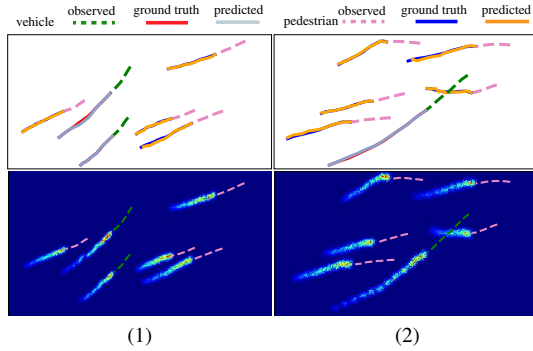 vehicle observed ground truth predicted
pedestrian observed ground truth predicted
(1) (2)